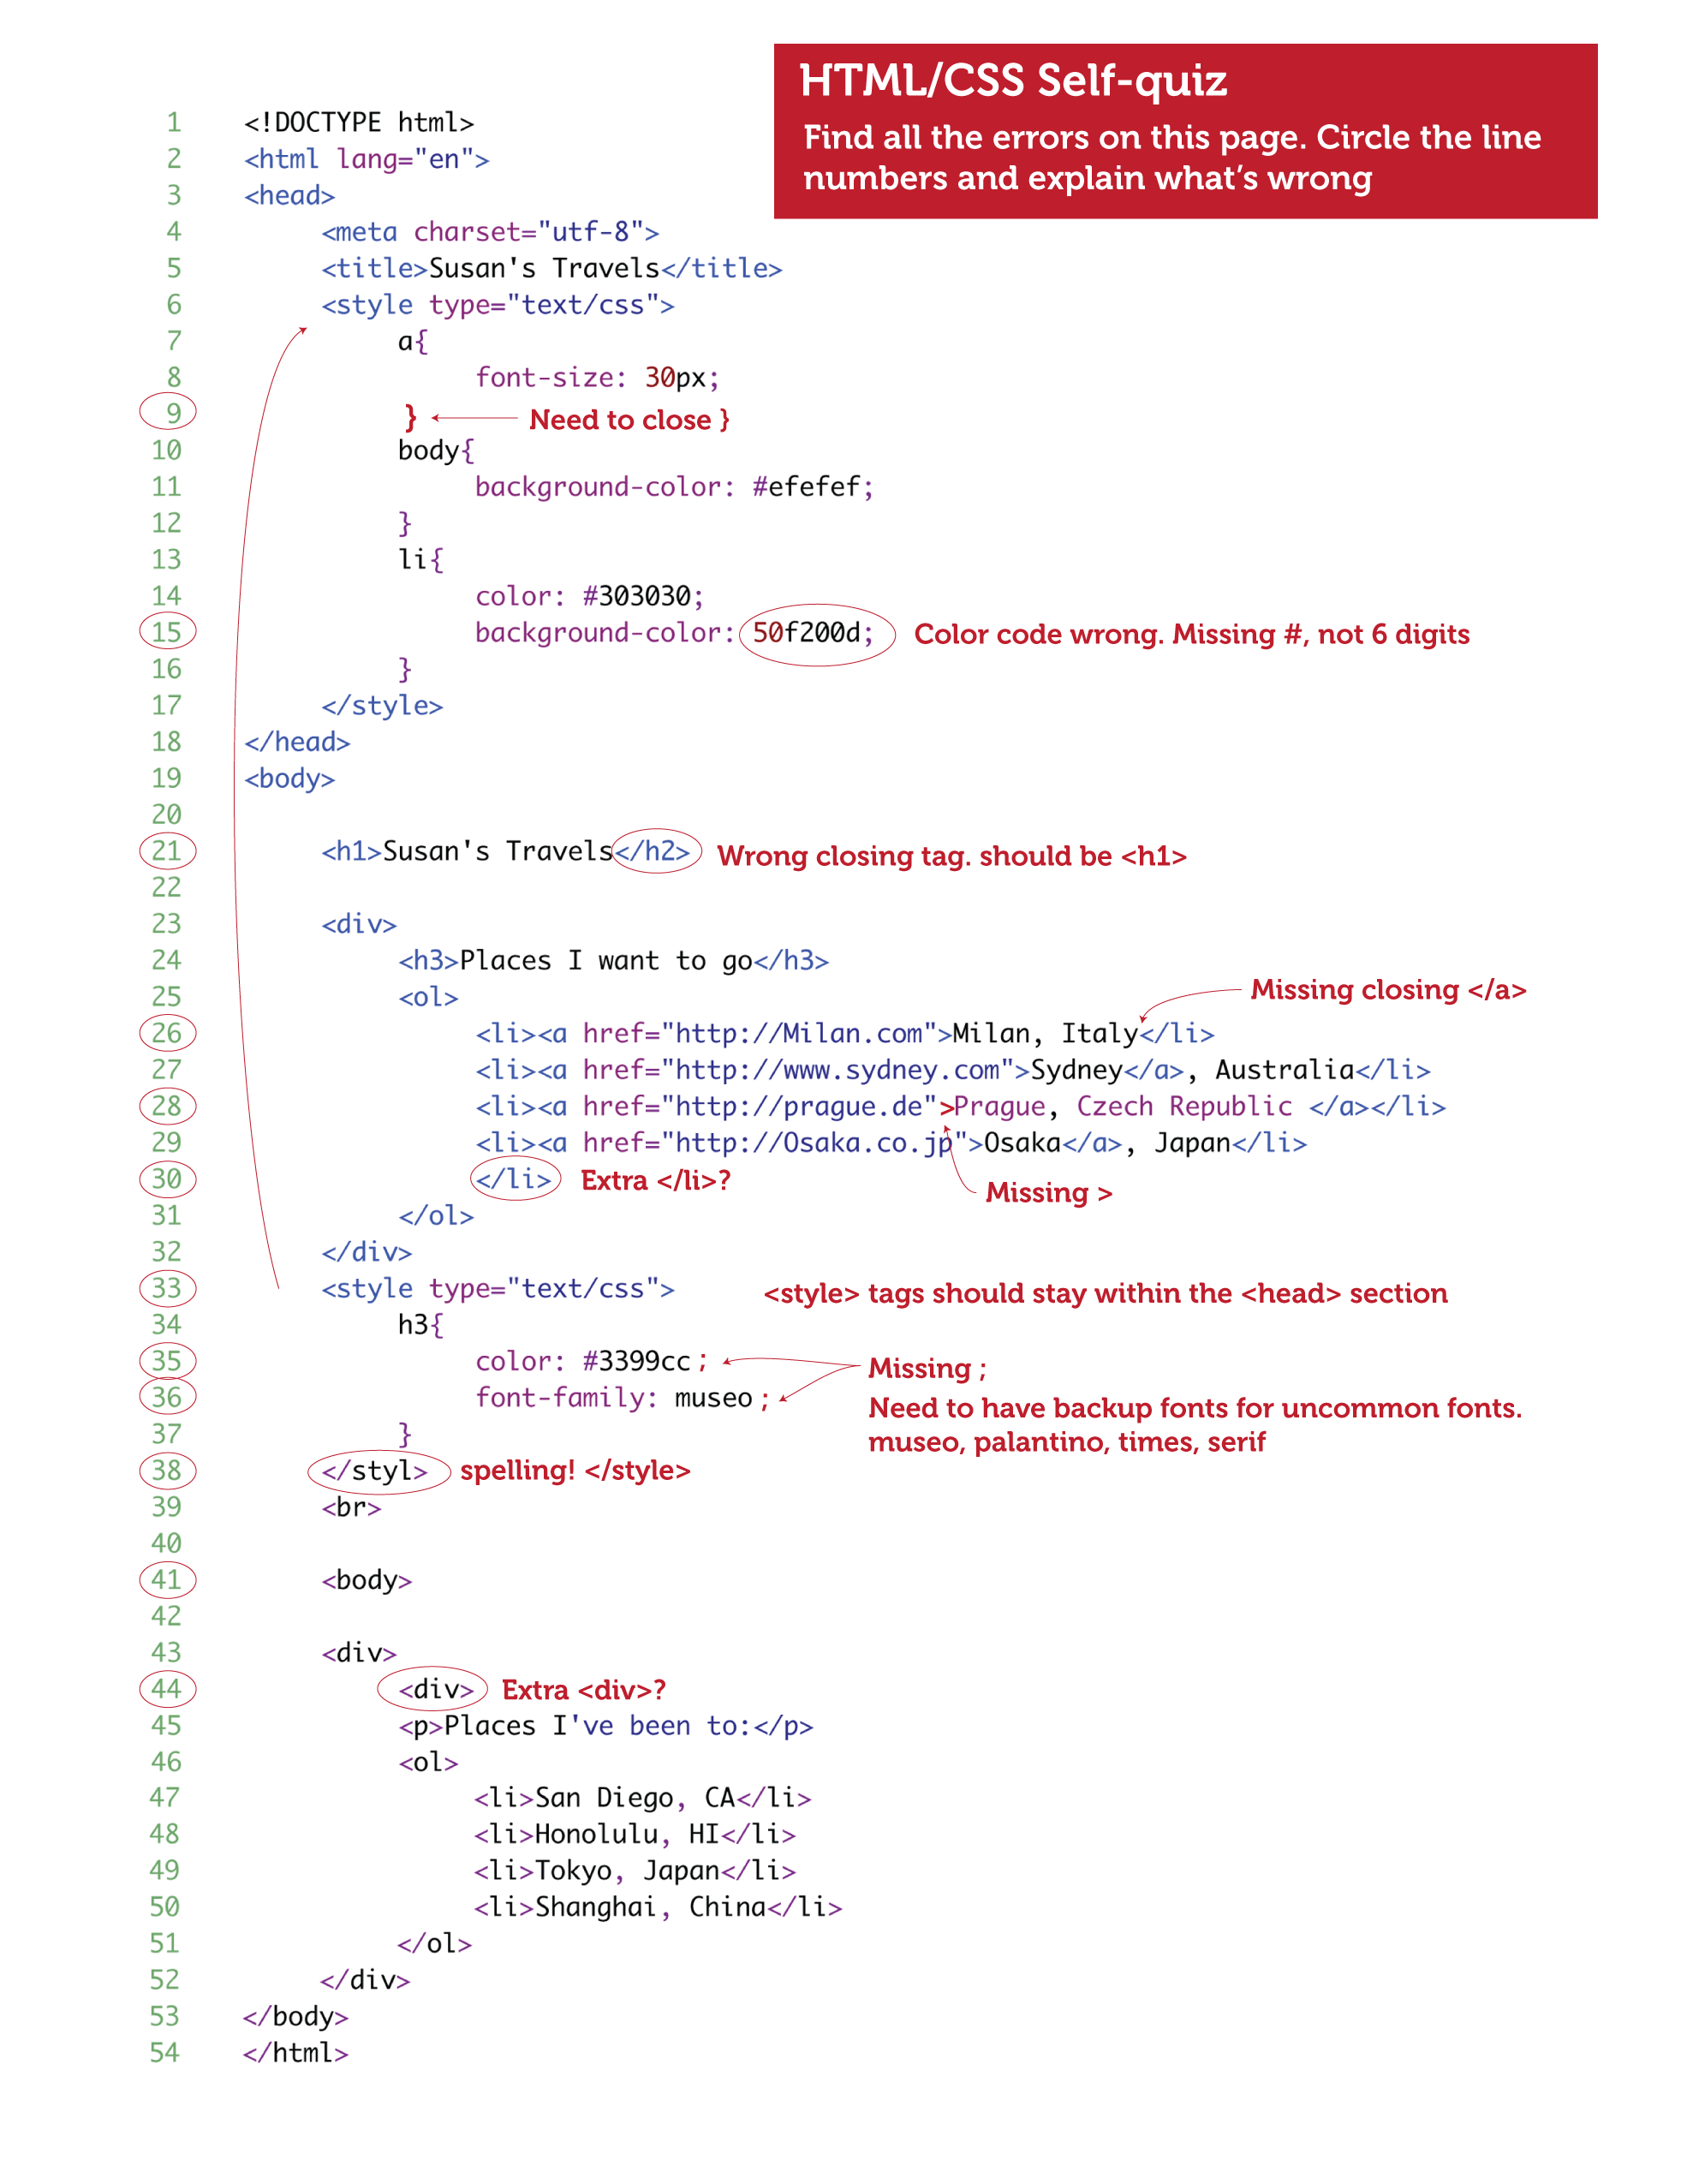 HTML/CSS Self-quiz
Find all the errors on this page. Circle the line
numbers and explain what's wrong
1 <!DOCTYPE html>
2 <html lang="en">
3 <head>
4 <meta charset="utf-8">
5 <title>Susan's Travels</title>
6 <style type="text/css">
7 a{
8 font-size: 30px;
9 } Need to close }
10 body{
11 background-color: #efefef;
12 }
13 li{
14 color: #303030;
15 background-color: 50f200d; Color code wrong. Missing #, not 6 digits
16 }
17 </style>
18 </head>
19 <body>
20
21 <h1>Susan's Travels</h2> Wrong closing tag. should be <h1>
22
23 <div>
24 <h3>Places I want to go</h3>
25 <ol>
Missing closing </a>
26 <li><a href="http://Milan.com">Milan, Italy</li>
27 <li><a href="http://www.sydney.com">Sydney</a>, Australia</li>
28 <li><a href="http://prague.de">Prague, Czech Republic </a></li>
29 <li><a href="http://Osaka.co.jp">Osaka</a>, Japan</li>
30 </li> Extra </li>?
Missing >
31 </ol>
32 </div>
33 <style type="text/css"> <style> tags should stay within the <head> section
34 h3{
35 color: #3399cc; Missing ;
36 font-family: museo; Need to have backup fonts for uncommon fonts.
museo, palantino, times, serif
37 }
38 </styl> spelling! </style>
39 <br>
40
41 <body>
42
43 <div>
44 <div> Extra <div>?
45 <p>Places I've been to:</p>
46 <ol>
47 <li>San Diego, CA</li>
48 <li>Honolulu, HI</li>
49 <li>Tokyo, Japan</li>
50 <li>Shanghai, China</li>
51 </ol>
52 </div>
53 </body>
54 </html>